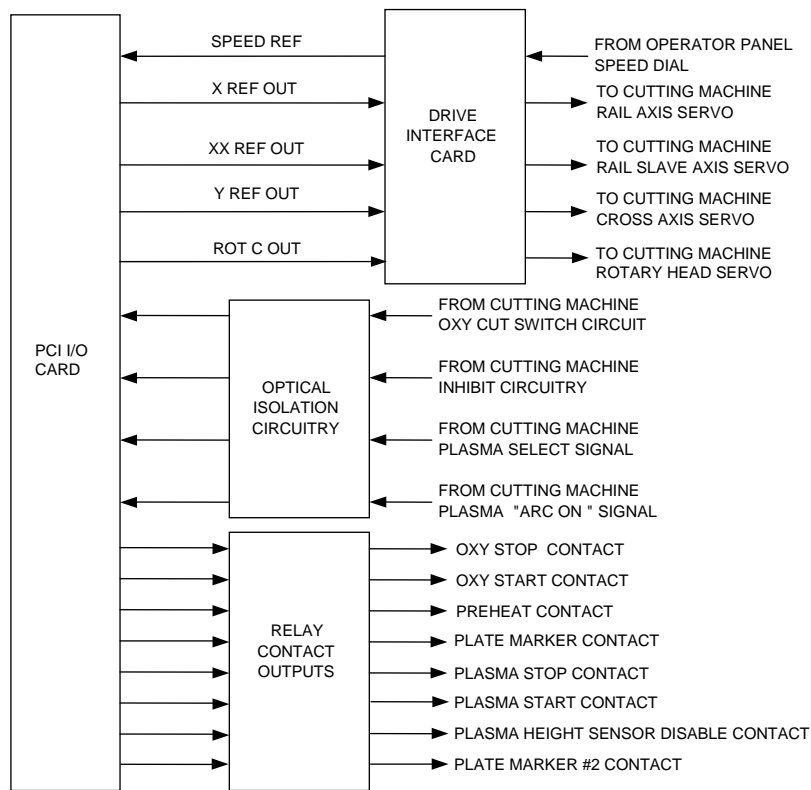 PCI I/O
CARD
SPEED REF
X REF OUT
XX REF OUT
Y REF OUT
ROT C OUT
DRIVE
INTERFACE
CARD
FROM OPERATOR PANEL
SPEED DIAL
TO CUTTING MACHINE
RAIL AXIS SERVO
TO CUTTING MACHINE
RAIL SLAVE AXIS SERVO
TO CUTTING MACHINE
CROSS AXIS SERVO
TO CUTTING MACHINE
ROTARY HEAD SERVO
OPTICAL
ISOLATION
CIRCUITRY
FROM CUTTING MACHINE
OXY CUT SWITCH CIRCUIT
FROM CUTTING MACHINE
INHIBIT CIRCUITRY
FROM CUTTING MACHINE
PLASMA SELECT SIGNAL
FROM CUTTING MACHINE
PLASMA "ARC ON " SIGNAL
RELAY
CONTACT
OUTPUTS
OXY STOP CONTACT
OXY START CONTACT
PREHEAT CONTACT
PLATE MARKER CONTACT
PLASMA STOP CONTACT
PLASMA START CONTACT
PLASMA HEIGHT SENSOR DISABLE CONTACT
PLATE MARKER #2 CONTACT